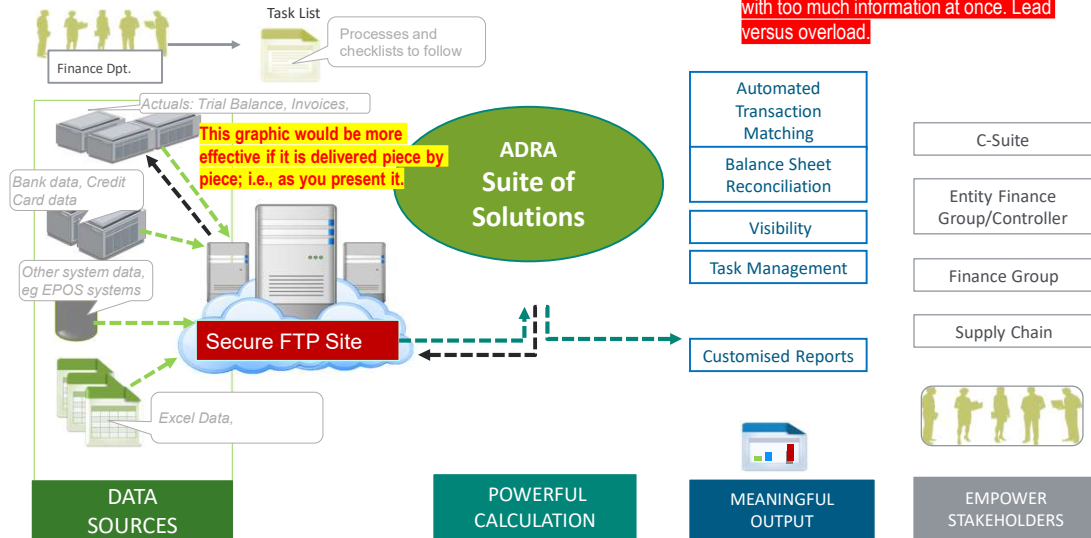 with too much information at once. Lead
versus overload.
Task List
Processes and
checklists to follow
Finance Dpt.
Actuals: Trial Balance, Invoices,
This graphic would be more
effective if it is delivered piece by
piece; i.e., as you present it.
Bank data, Credit
Card data
Other system data,
eg EPOS systems
Secure FTP Site
Excel Data,
ADRA
Suite of
Solutions
Automated
Transaction
Matching
Balance Sheet
Reconciliation
Visibility
Task Management
Customised Reports
C-Suite
Entity Finance
Group/Controller
Finance Group
Supply Chain
DATA
SOURCES
POWERFUL
CALCULATION
MEANINGFUL
OUTPUT
EMPOWER
STAKEHOLDERS